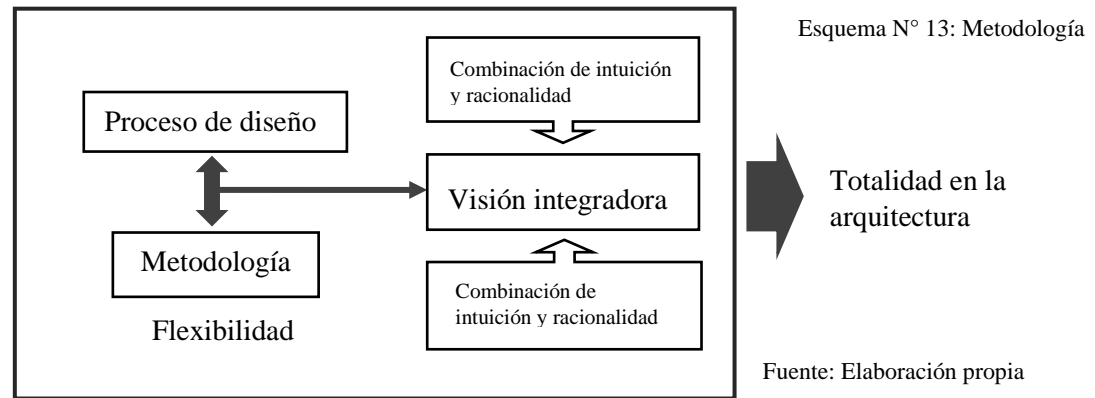 Esquema N° 13: Metodología
Combinación de intuición
y racionalidad
Proceso de diseño
Visión integradora
Totalidad en la
arquitectura
Metodología
Combinación de
intuición y racionalidad
Flexibilidad
Fuente: Elaboración propia